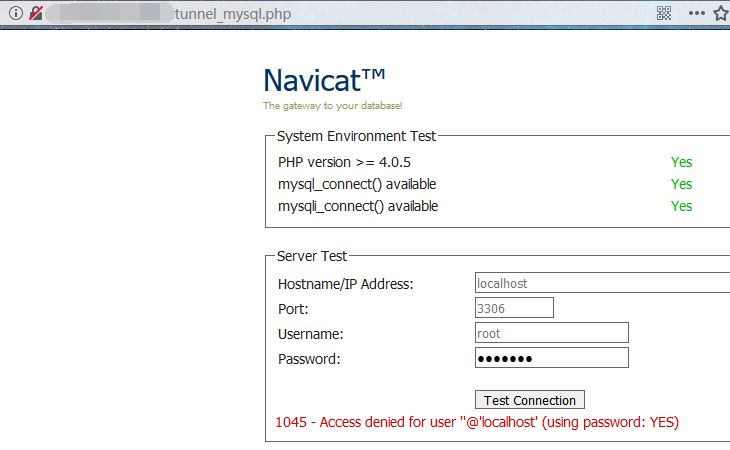 tunnel_mysql.php
Navicat™
The gateway to your database!
System Environment Test
PHP version >= 4.0.5 Yes
mysql_connect() available Yes
mysqli_connect() available Yes
Server Test
Hostname/IP Address: localhost
Port: 3306
Username: root
Password: ●●●●●●●
Test Connection
1045 - Access denied for user ''@'localhost' (using password: YES)